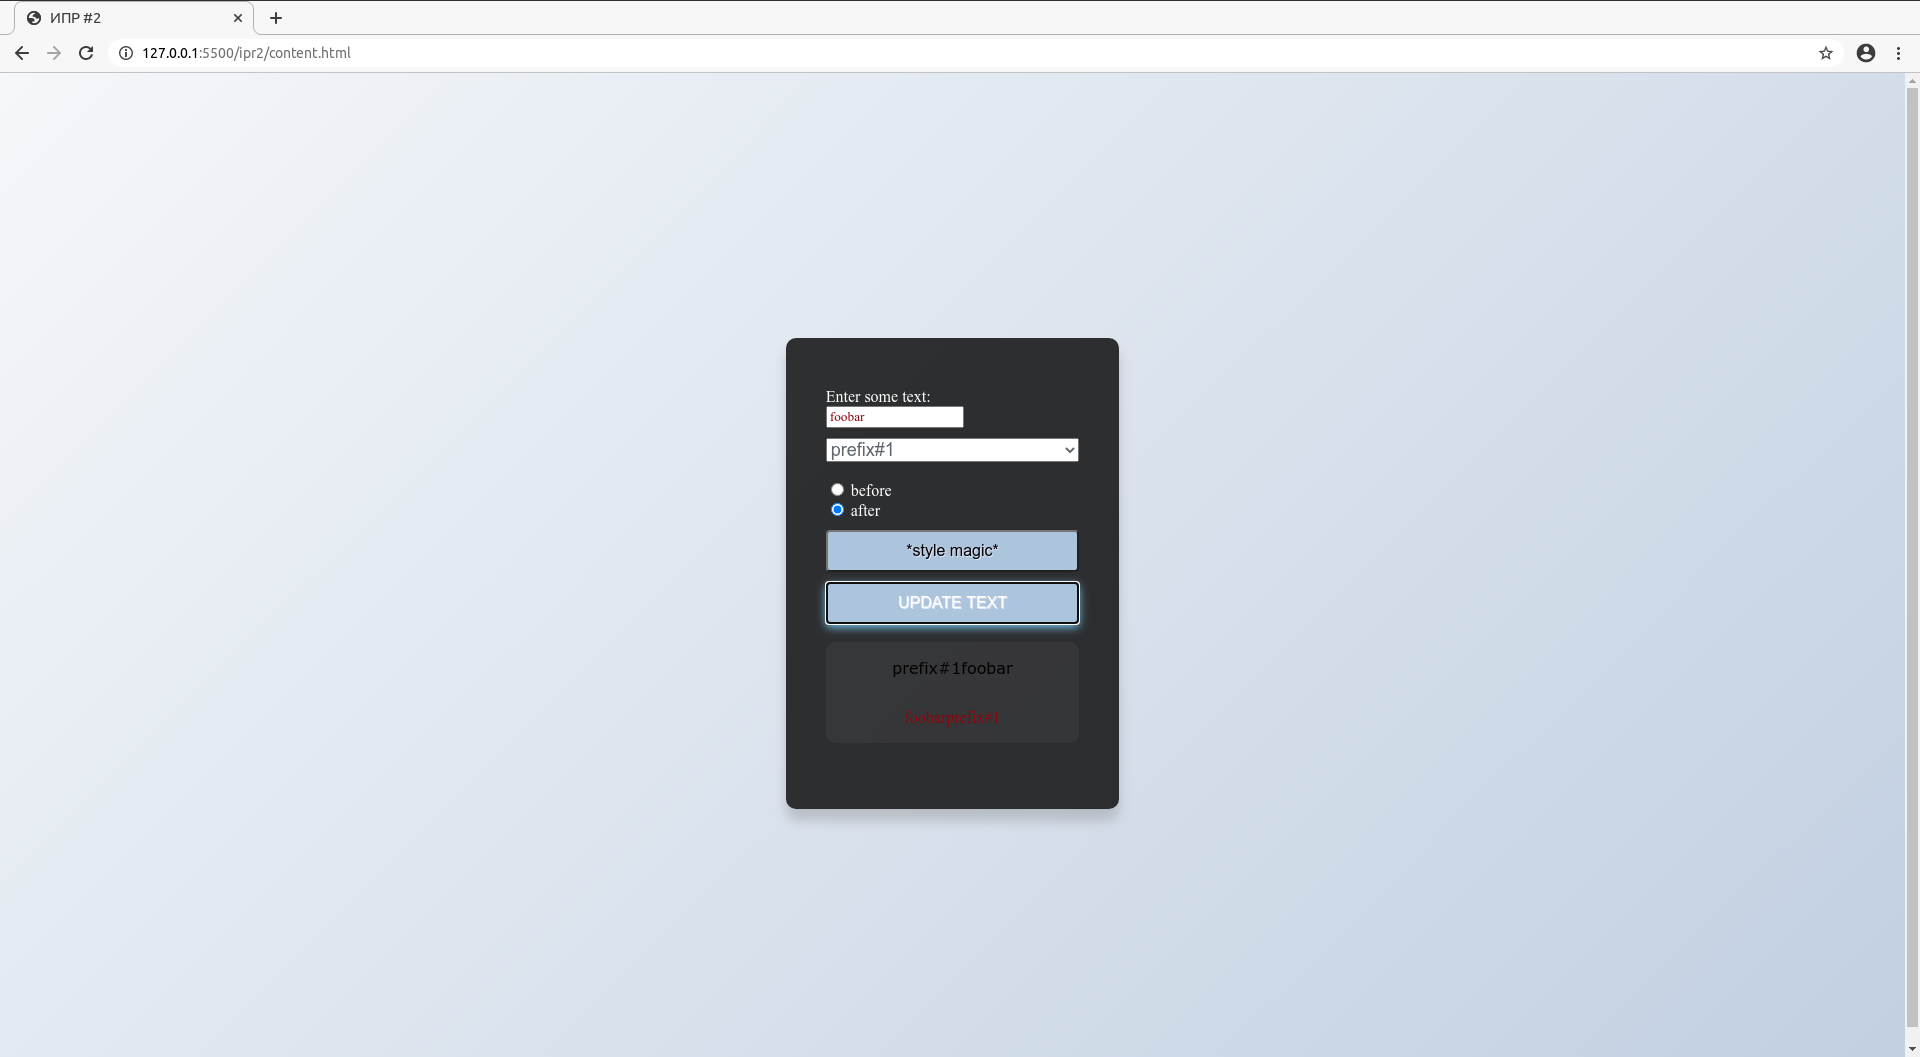 ИПР #2
127.0.0.1:5500/ipr2/content.html
Enter some text:
foobar
prefix#1
before
after
*style magic*
UPDATE TEXT
prefix#1foobar
foobarprefix#1